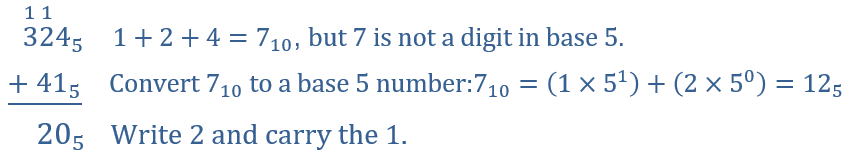 1 1
324₅ 1 + 2 + 4 = 7₁₀, but 7 is not a digit in base 5.
+ 41₅ Convert 7₁₀ to a base 5 number:7₁₀ = (1 × 5¹) + (2 × 5⁰) = 12₅
20₅ Write 2 and carry the 1.